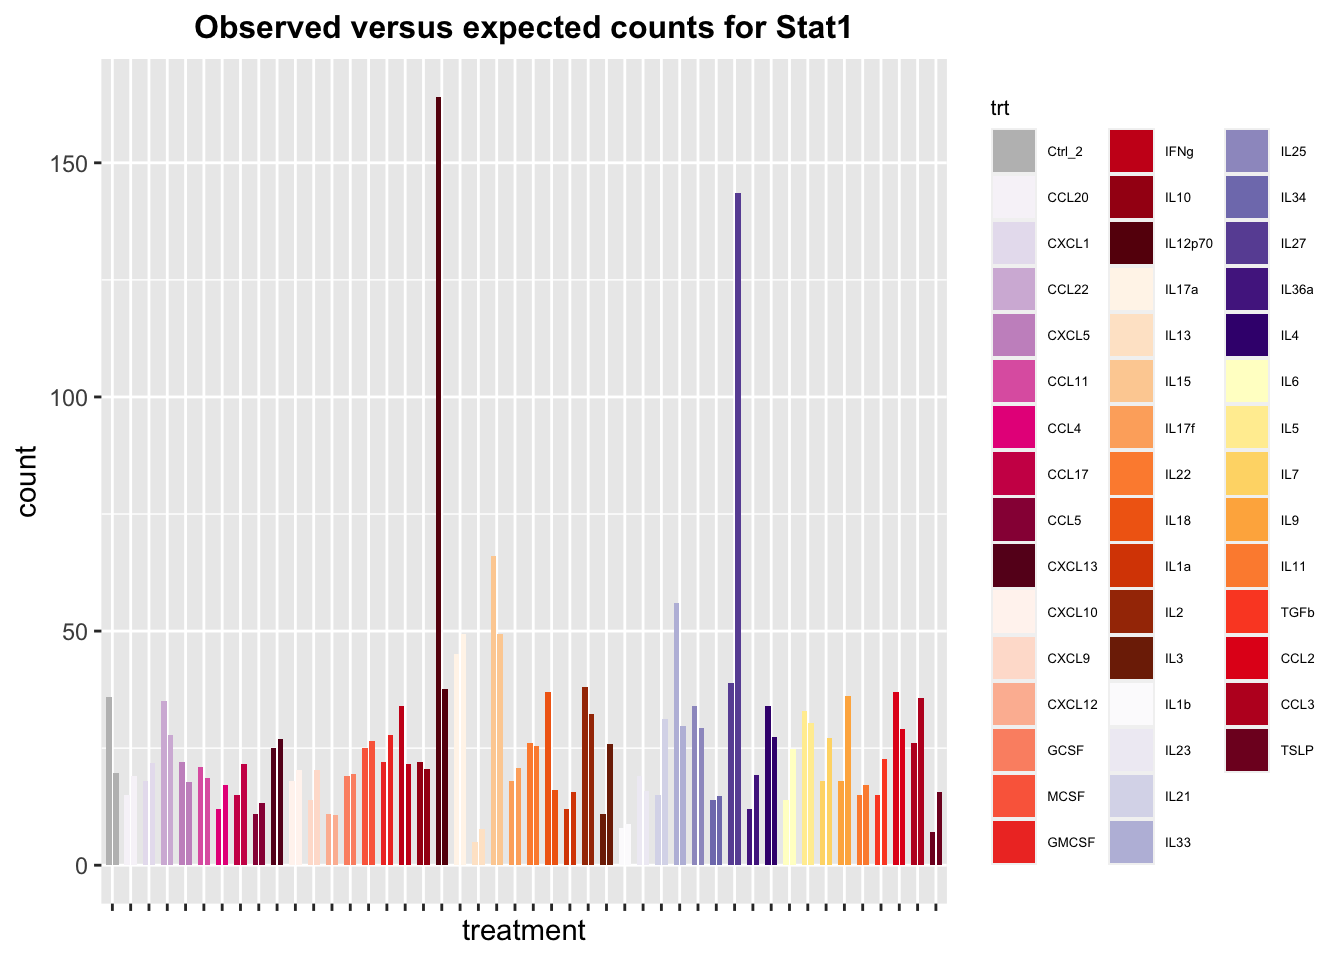 Observed versus expected counts for Stat1
150
100
50
0
count
treatment
trt
Ctrl_2
CCL20
CXCL1
CCL22
CXCL5
CCL11
CCL4
CCL17
CCL5
CXCL13
CXCL10
CXCL9
CXCL12
GCSF
MCSF
GMCSF
IFNg
IL10
IL12p70
IL17a
IL13
IL15
IL17f
IL22
IL18
IL1a
IL2
IL3
IL1b
IL23
IL21
IL33
IL25
IL34
IL27
IL36a
IL4
IL6
IL5
IL7
IL9
IL11
TGFb
CCL2
CCL3
TSLP